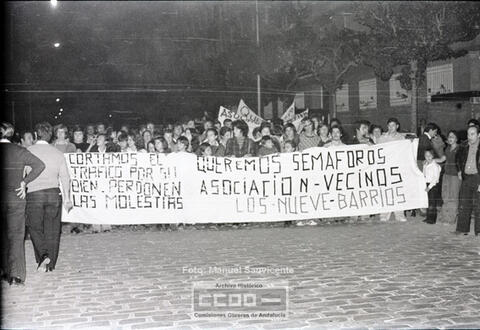 CORTAMOS EL
TRAFICO POR SU
BIEN. PERDONEN
LAS MOLESTIAS
QUEREMOS SEMAFOROS
ASOCIATION-VECINOS
LOS-NUEVE-BARRIOS
Foto: Manuel Sanvicente
Archivo Histórico
CCOO
Comisiones Obreras de Andalucía